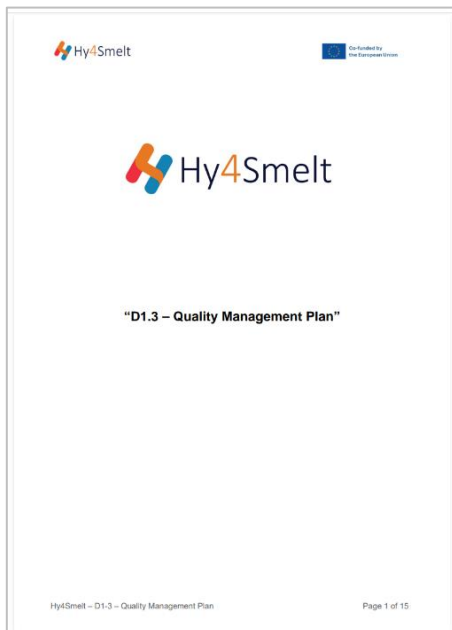 Hy4Smelt
Co-funded by
the European Union
Hy4Smelt
“D1.3 – Quality Management Plan”
Hy4Smelt – D1-3 – Quality Management Plan
Page 1 of 15